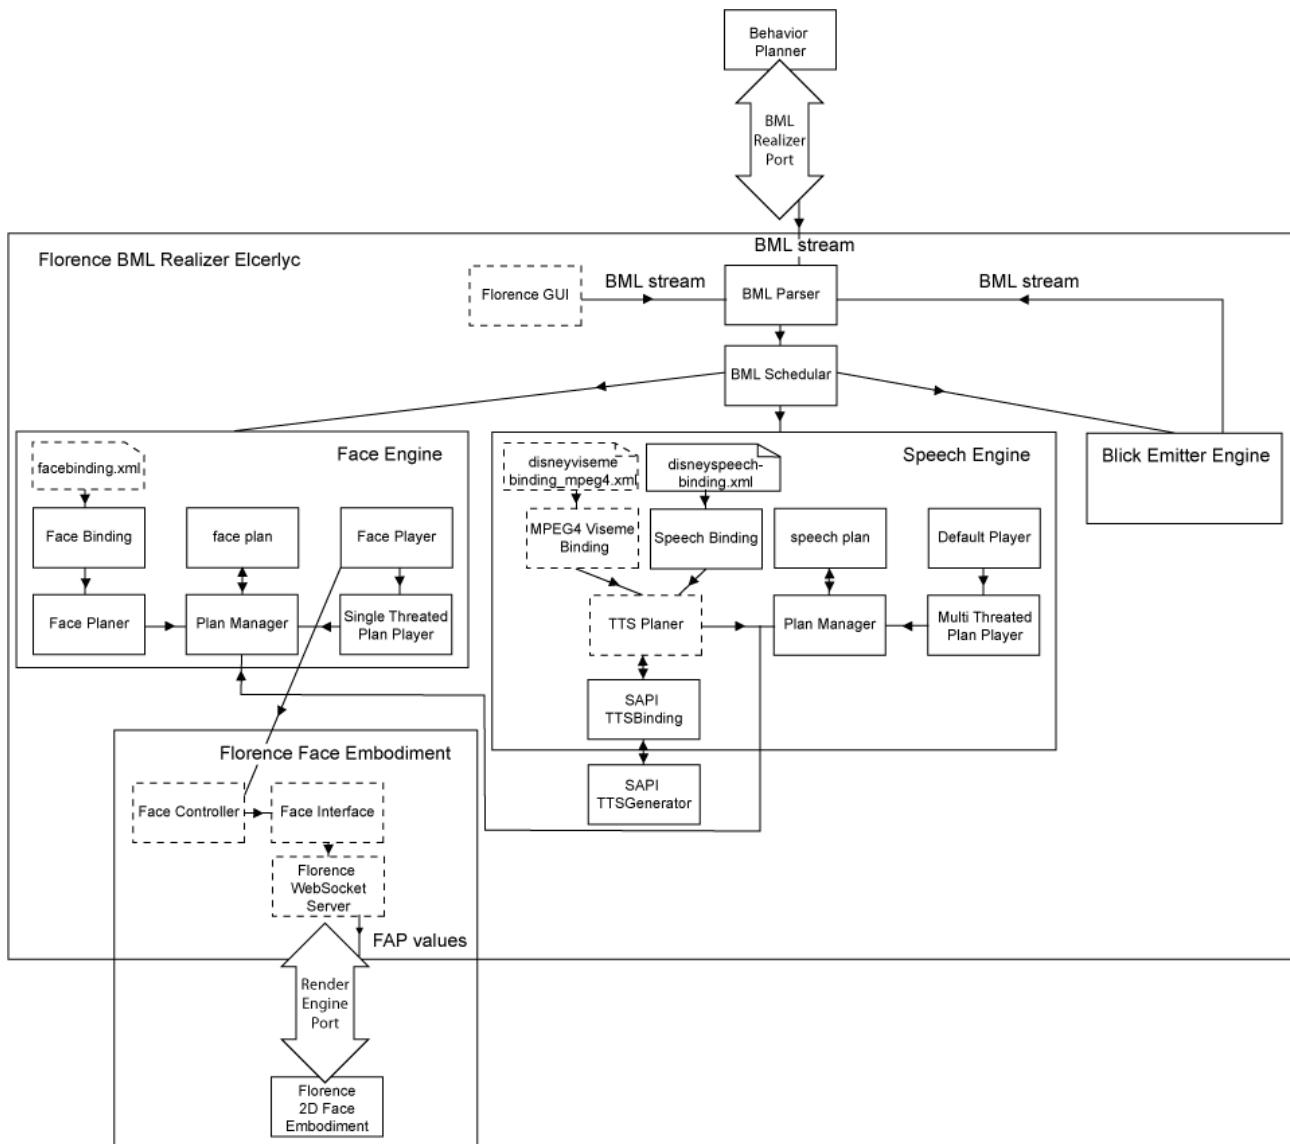 Behavior
Planner
BML
Realizer
Port
Florence BML Realizer Elcerlyc
BML stream
Florence GUI
BML stream
BML Parser
BML stream
BML Schedular
Face Engine
facebinding.xml
Face Binding
face plan
Face Player
Face Planer
Plan Manager
Single Threated
Plan Player
Speech Engine
disneyviseme
binding_mpeg4.xml
disneyspeech-
binding.xml
MPEG4 Viseme
Binding
Speech Binding
speech plan
Default Player
TTS Planer
Plan Manager
Multi Threated
Plan Player
SAPI
TTSBinding
SAPI
TTSGenerator
Blick Emitter Engine
Florence Face Embodiment
Face Controller
Face Interface
Florence
WebSocket
Server
FAP values
Render
Engine
Port
Florence
2D Face
Embodiment